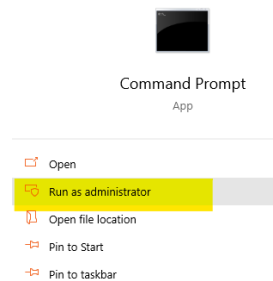 Command Prompt
App
Open
Run as administrator
Open file location
Pin to Start
Pin to taskbar